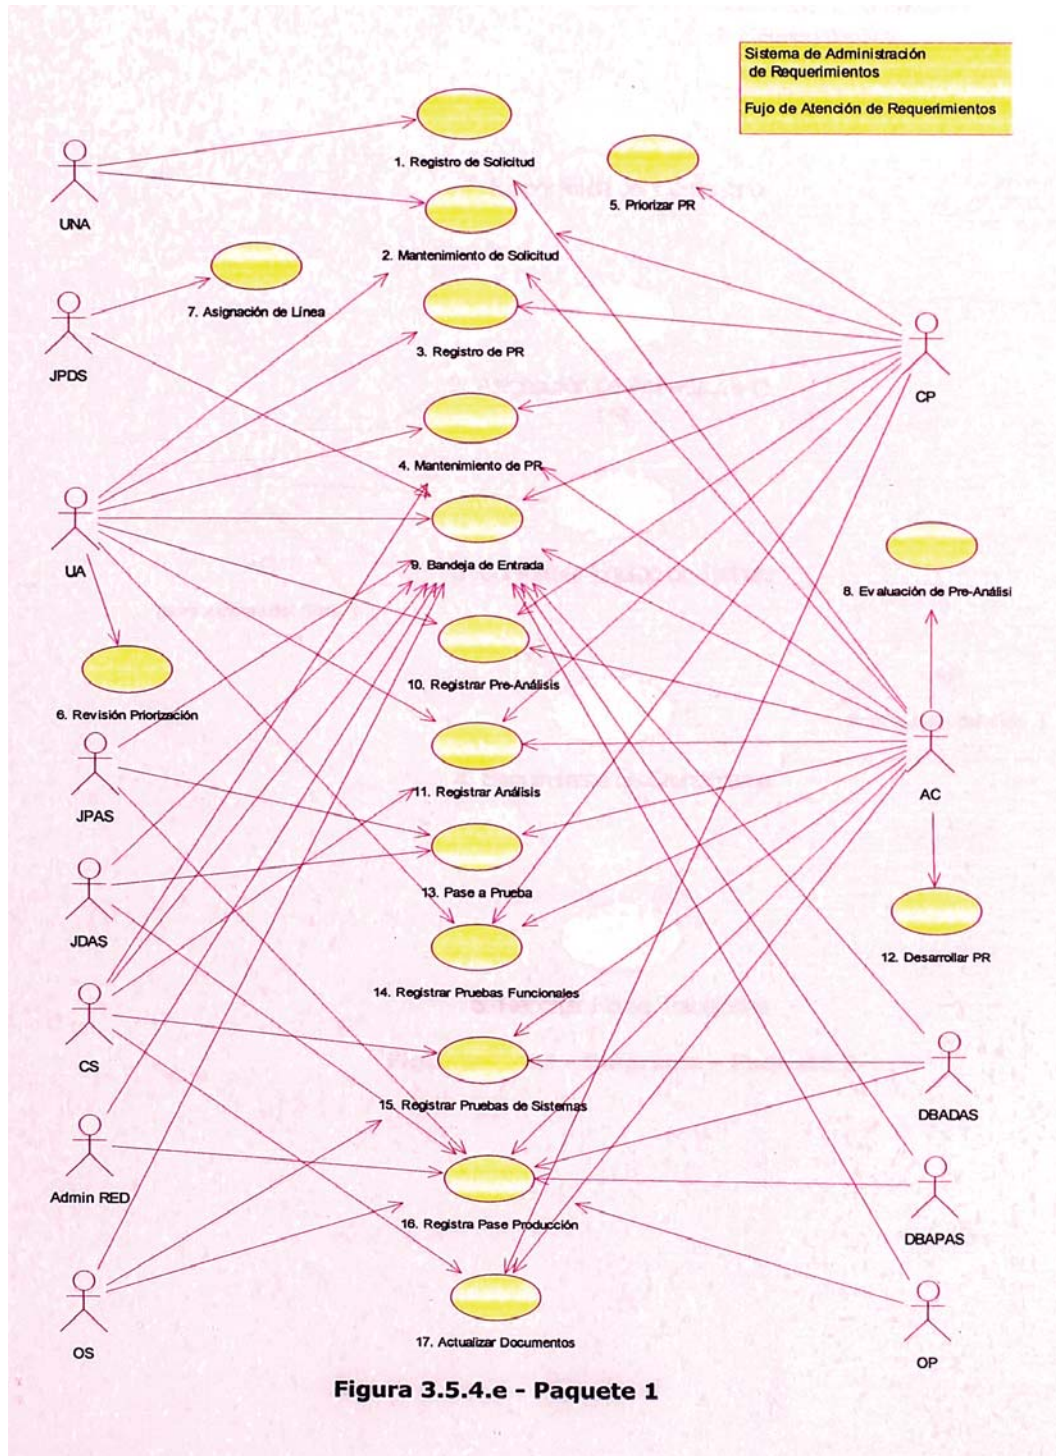 Sistema de Administración
de Requerimientos
Fujo de Atención de Requerimientos
1. Registro de Solicitud
5. Priorizar PR
UNA
2. Mantenimiento de Solicitud
7. Asignación de Línea
3. Registro de PR
JPDS
CP
4. Mantenimiento de PR
UA
9. Bandeja de Entrada
8. Evaluación de Pre-Análisi
10. Registrar Pre-Análisis
6. Revisión Priorización
11. Registrar Análisis
AC
JPAS
13. Pase a Prueba
JDAS
12. Desarrollar PR
14. Registrar Pruebas Funcionales
CS
15. Registrar Pruebas de Sistemas
DBADAS
Admin RED
16. Registra Pase Producción
DBAPAS
17. Actualizar Documentos
OS
OP
Figura 3.5.4.e - Paquete 1